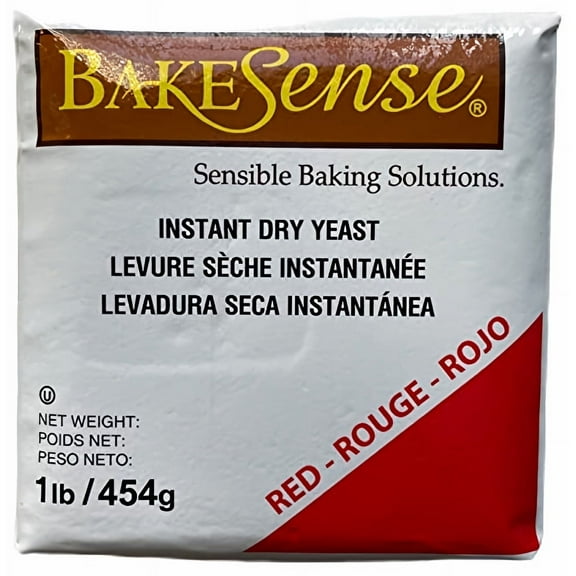 BAKESense®
Sensible Baking Solutions.
INSTANT DRY YEAST
LEVURE SÈCHE INSTANTANÉE
LEVADURA SECA INSTANTÁNEA
RED - ROUGE - ROJO
U
NET WEIGHT:
POIDS NET:
PESO NETO:
1lb/454g